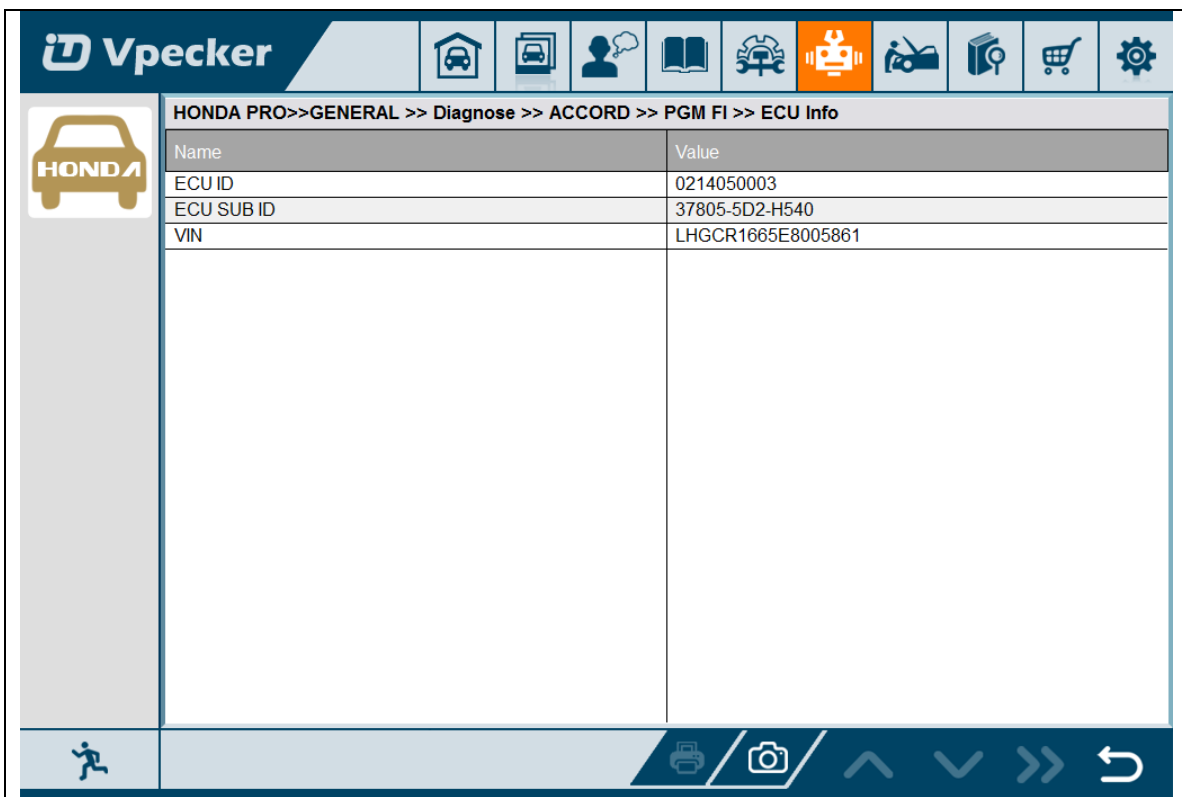 Vpecker
HONDA PRO>>GENERAL >> Diagnose >> ACCORD >> PGM FI >> ECU Info
HONDA
Name Value
ECU ID 0214050003
ECU SUB ID 37805-5D2-H540
VIN LHGCR1665E8005861